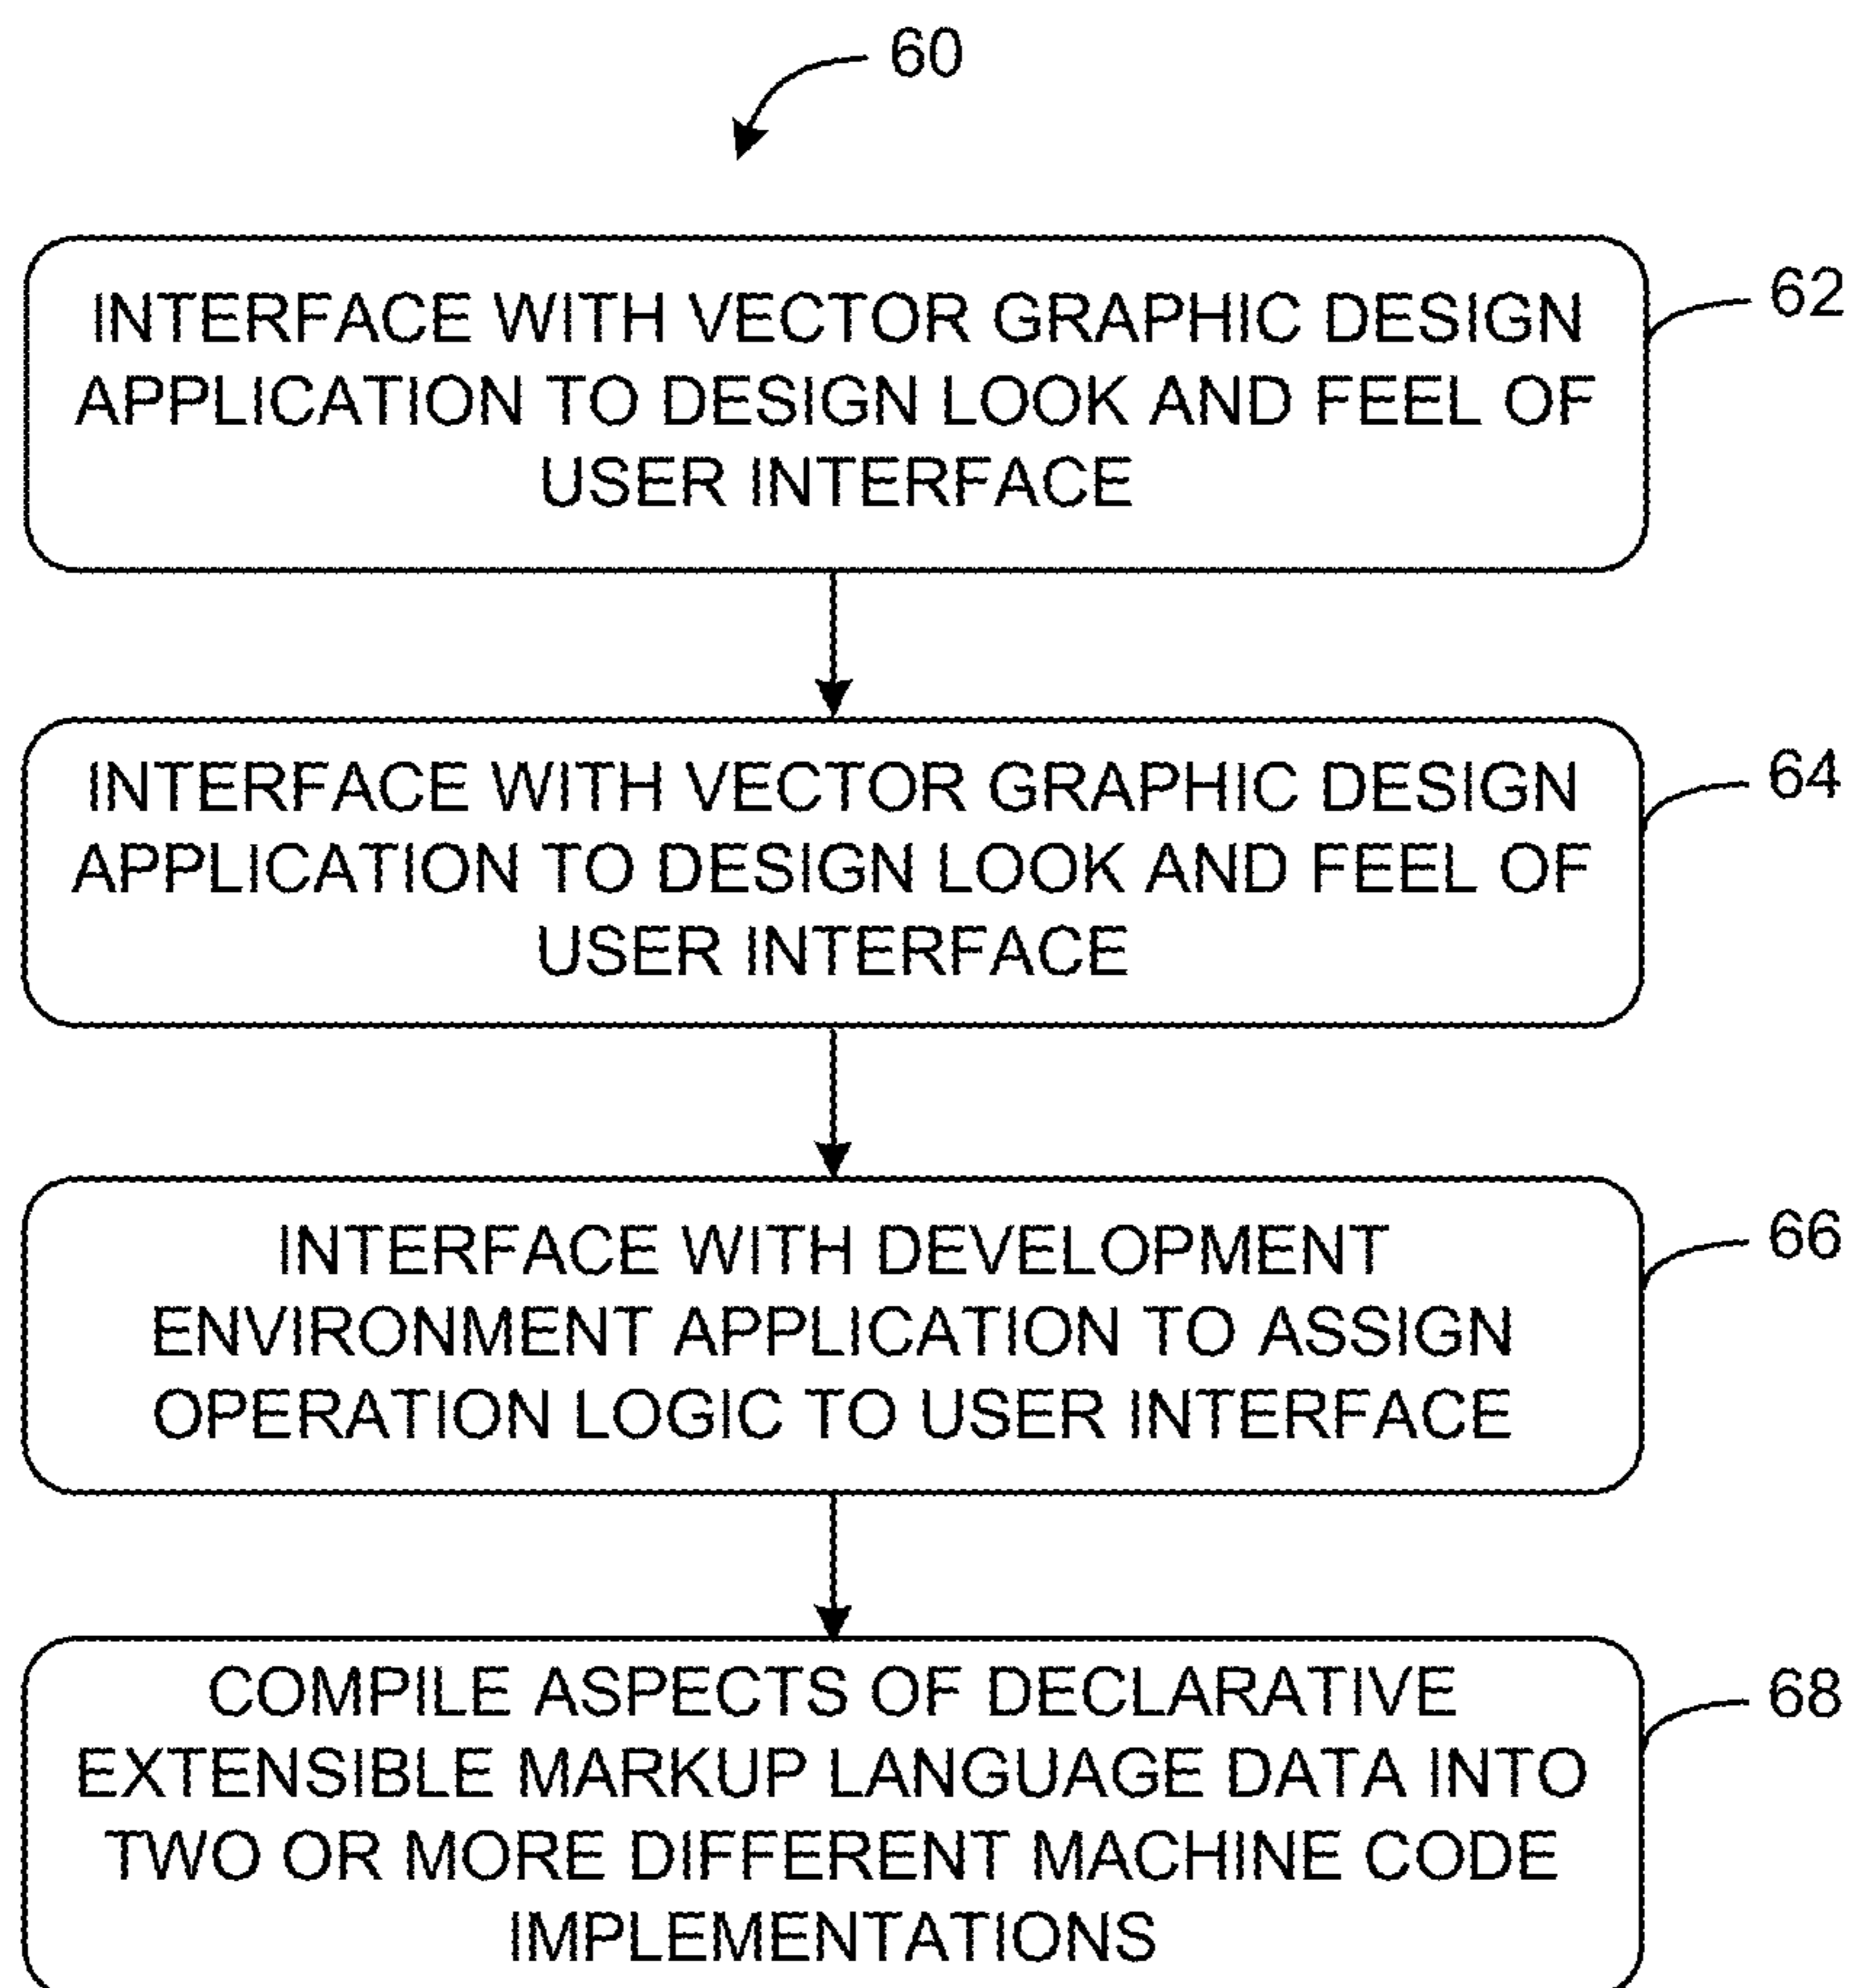 60
INTERFACE WITH VECTOR GRAPHIC DESIGN
APPLICATION TO DESIGN LOOK AND FEEL OF
USER INTERFACE
62
INTERFACE WITH VECTOR GRAPHIC DESIGN
APPLICATION TO DESIGN LOOK AND FEEL OF
USER INTERFACE
64
INTERFACE WITH DEVELOPMENT
ENVIRONMENT APPLICATION TO ASSIGN
OPERATION LOGIC TO USER INTERFACE
66
COMPILE ASPECTS OF DECLARATIVE
EXTENSIBLE MARKUP LANGUAGE DATA INTO
TWO OR MORE DIFFERENT MACHINE CODE
IMPLEMENTATIONS
68